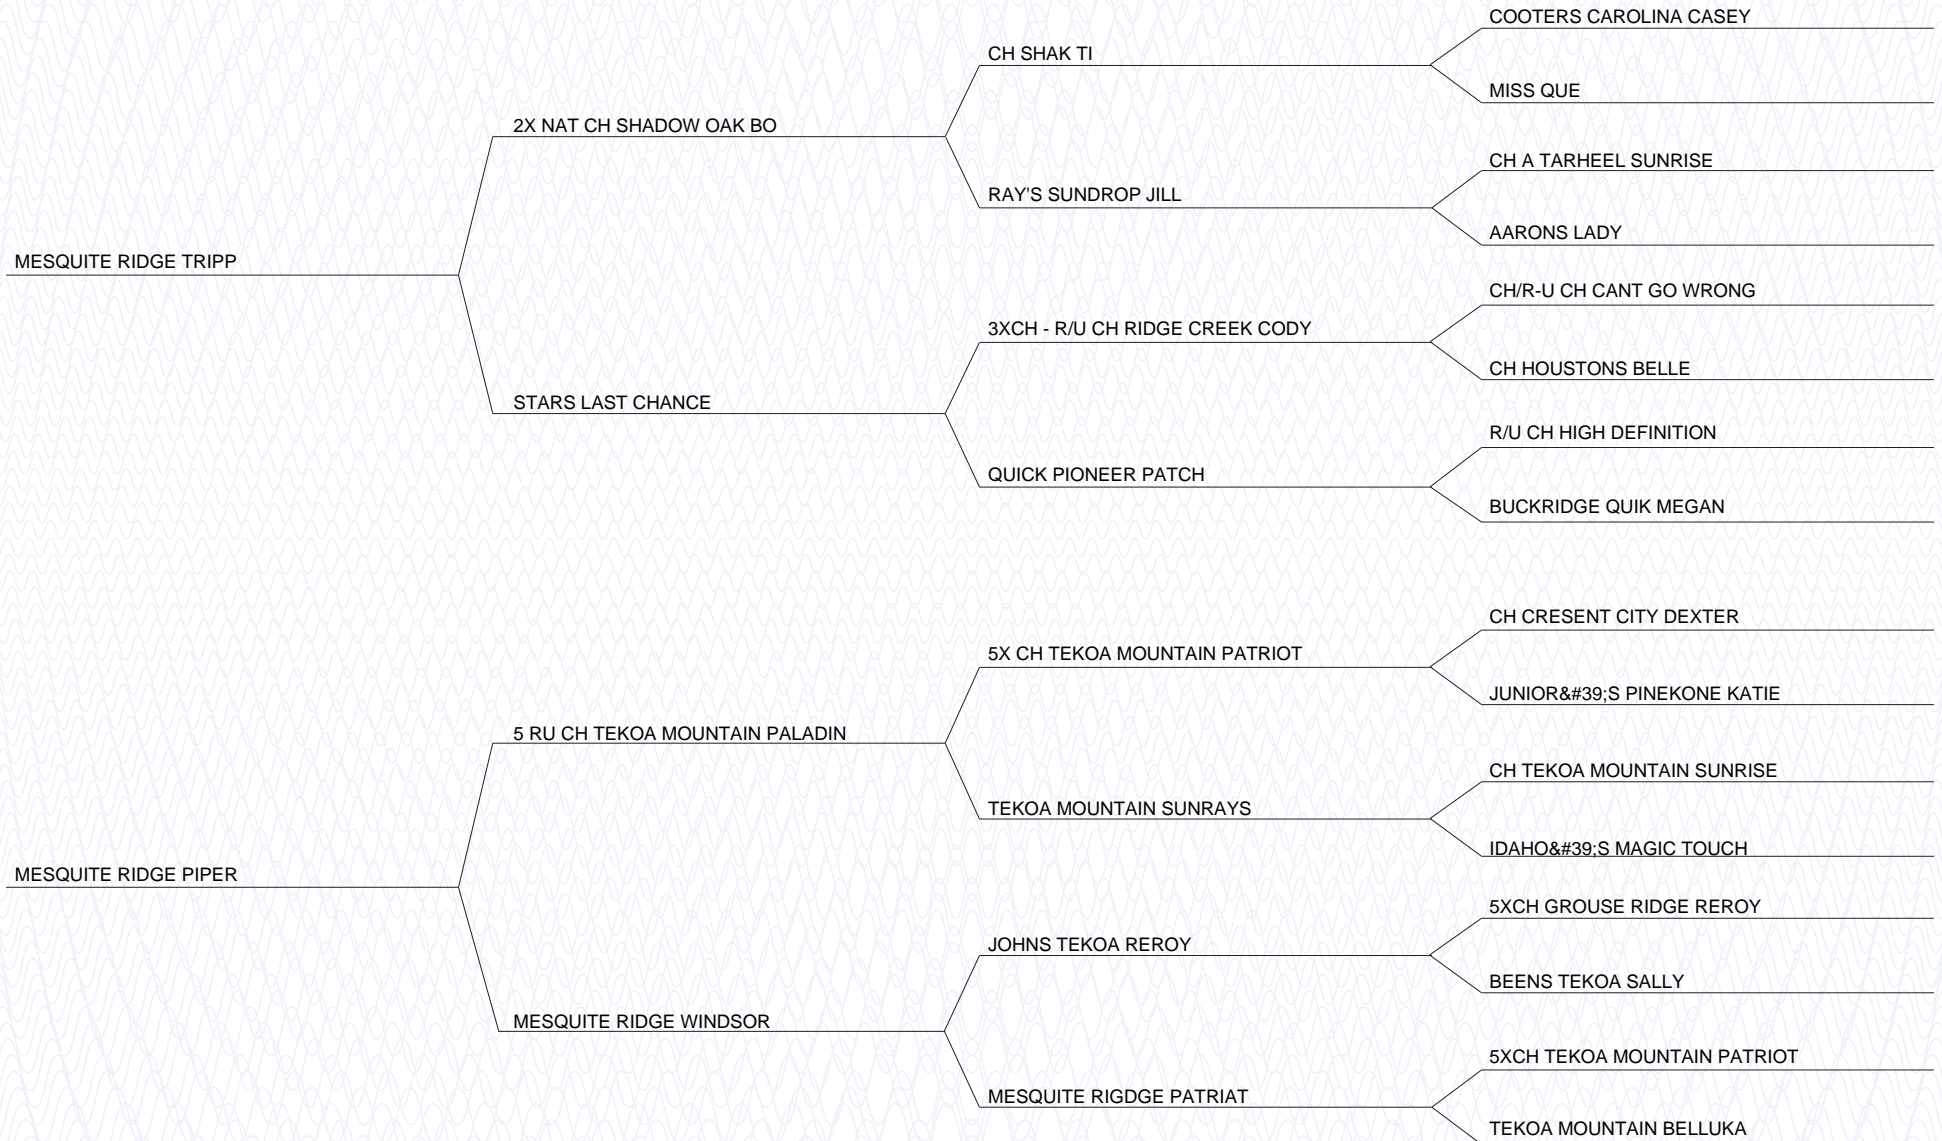 COOTERS CAROLINA CASEY
CH SHAK TI
MISS QUE
2X NAT CH SHADOW OAK BO
CH A TARHEEL SUNRISE
RAY'S SUNDROP JILL
AARONS LADY
MESQUITE RIDGE TRIPP
CH/R-U CH CANT GO WRONG
3XCH - R/U CH RIDGE CREEK CODY
CH HOUSTONS BELLE
STARS LAST CHANCE
R/U CH HIGH DEFINITION
QUICK PIONEER PATCH
BUCKRIDGE QUIK MEGAN
CH CRESENT CITY DEXTER
5X CH TEKOA MOUNTAIN PATRIOT
JUNIOR&#39;S PINEKONE KATIE
5 RU CH TEKOA MOUNTAIN PALADIN
CH TEKOA MOUNTAIN SUNRISE
TEKOA MOUNTAIN SUNRAYS
IDAHO&#39;S MAGIC TOUCH
MESQUITE RIDGE PIPER
5XCH GROUSE RIDGE REROY
JOHNS TEKOA REROY
BEENS TEKOA SALLY
MESQUITE RIDGE WINDSOR
5XCH TEKOA MOUNTAIN PATRIOT
MESQUITE RIGDGE PATRIAT
TEKOA MOUNTAIN BELLUKA